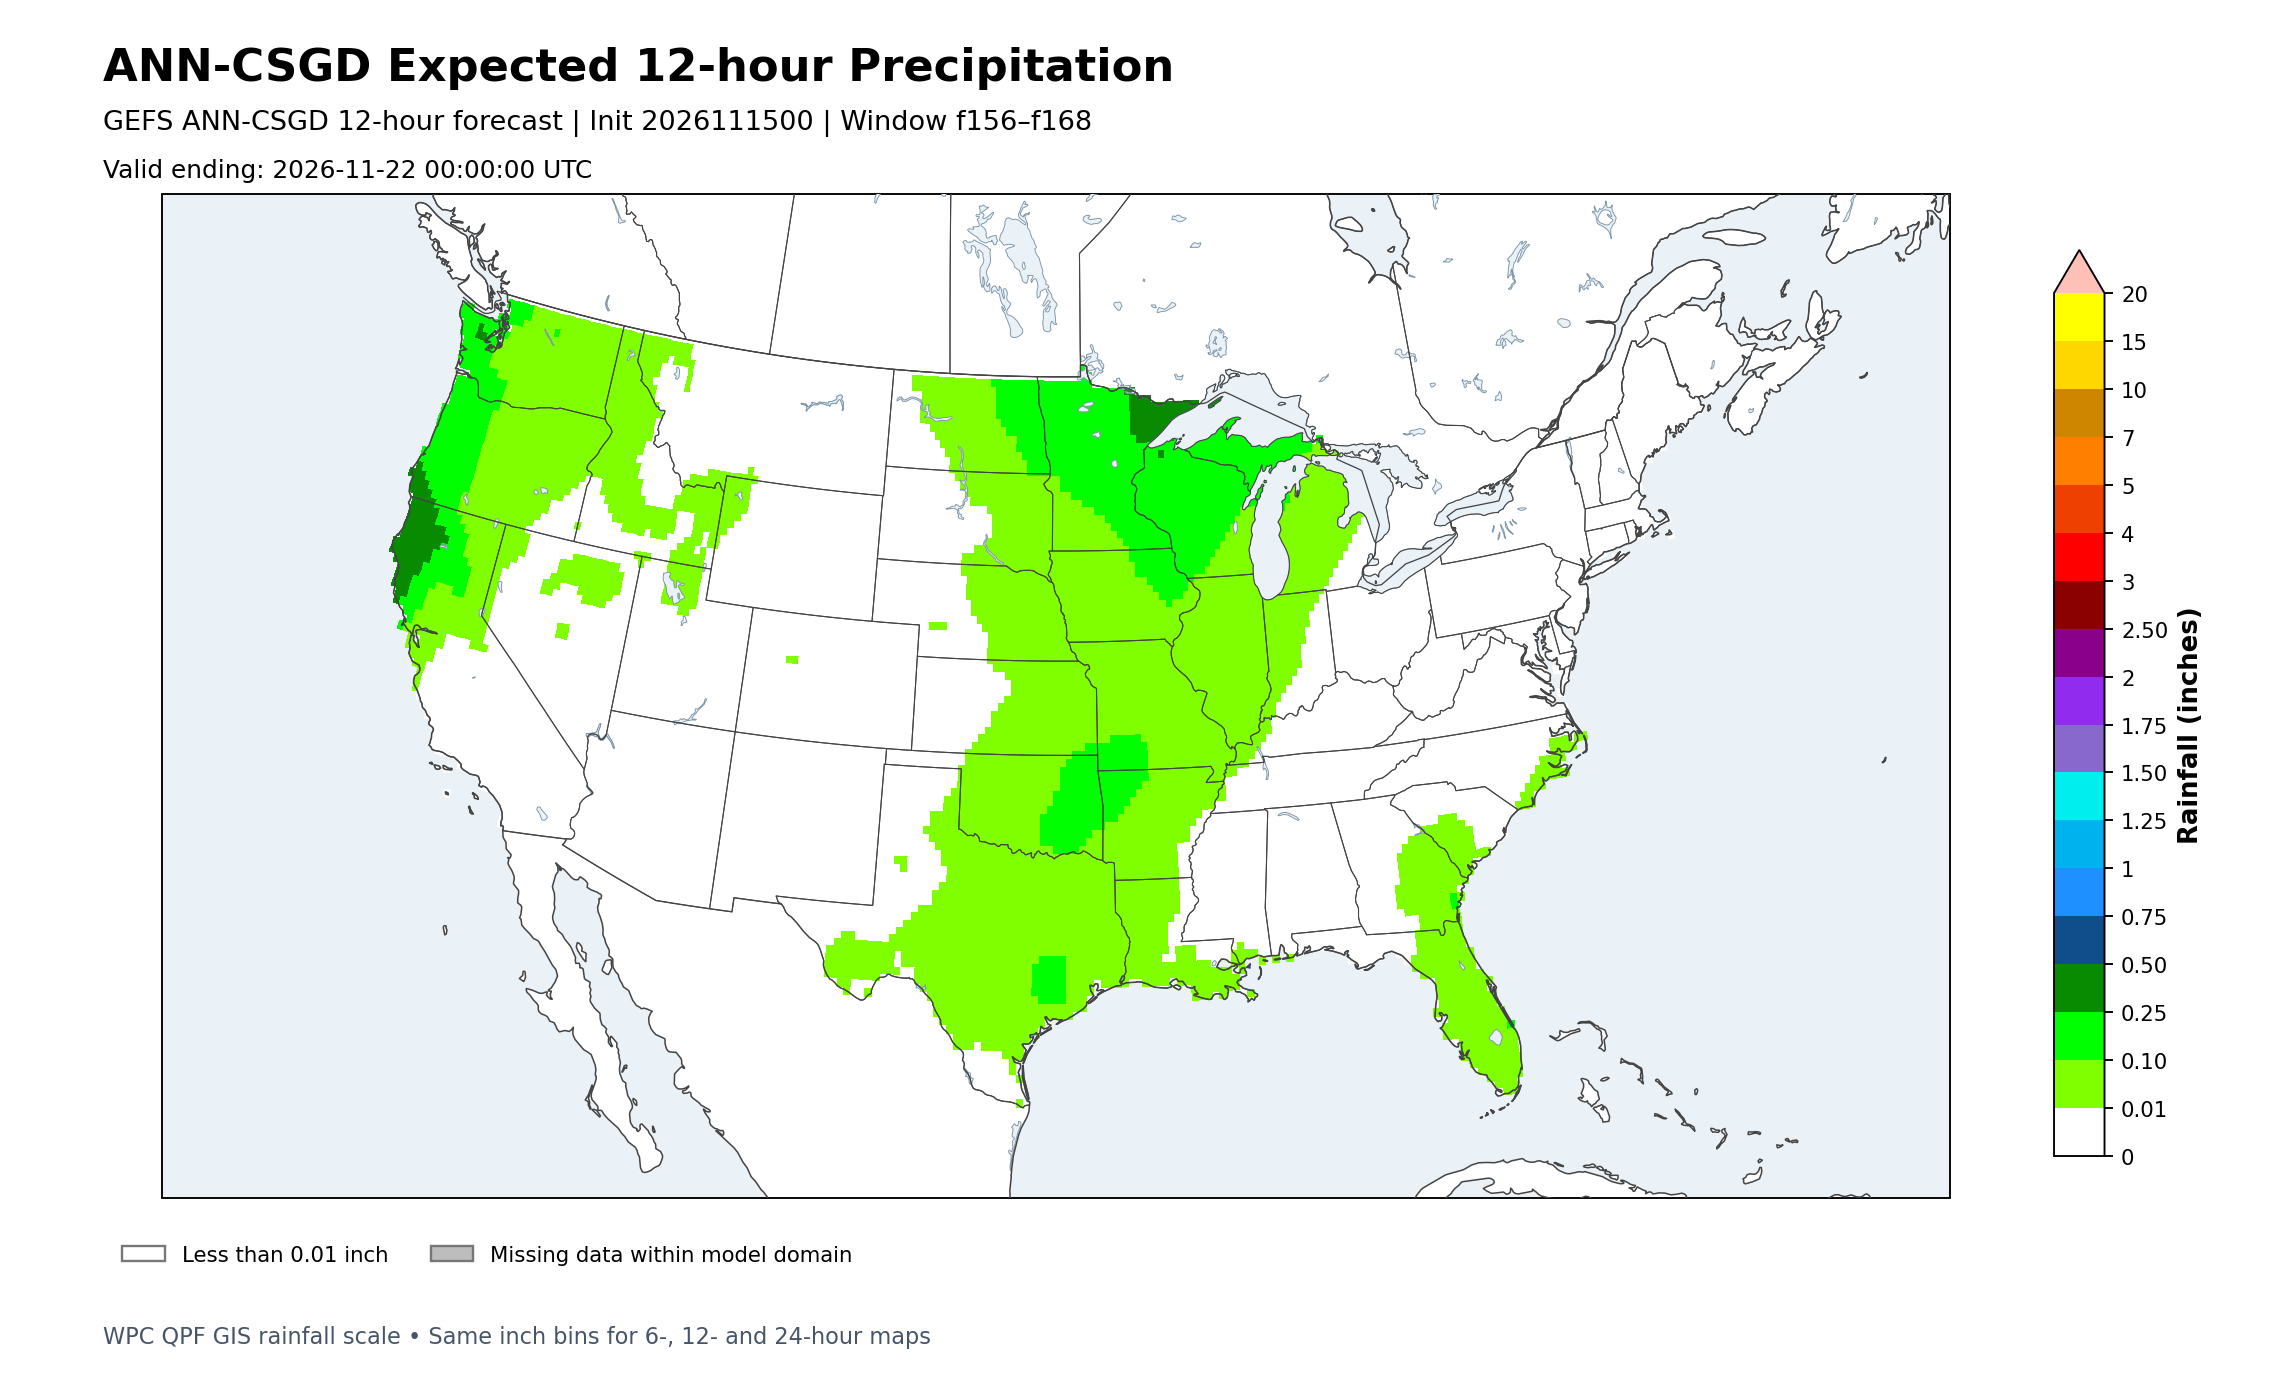 ANN-CSGD Expected 12-hour Precipitation
GEFS ANN-CSGD 12-hour forecast | Init 2026111500 | Window f156–f168
Valid ending: 2026-11-22 00:00:00 UTC
20
15
10
7
5
4
3
2.50
2
1.75
1.50
1.25
1
0.75
0.50
0.25
0.10
0.01
0
Rainfall (inches)
Less than 0.01 inch
Missing data within model domain
WPC QPF GIS rainfall scale • Same inch bins for 6-, 12- and 24-hour maps